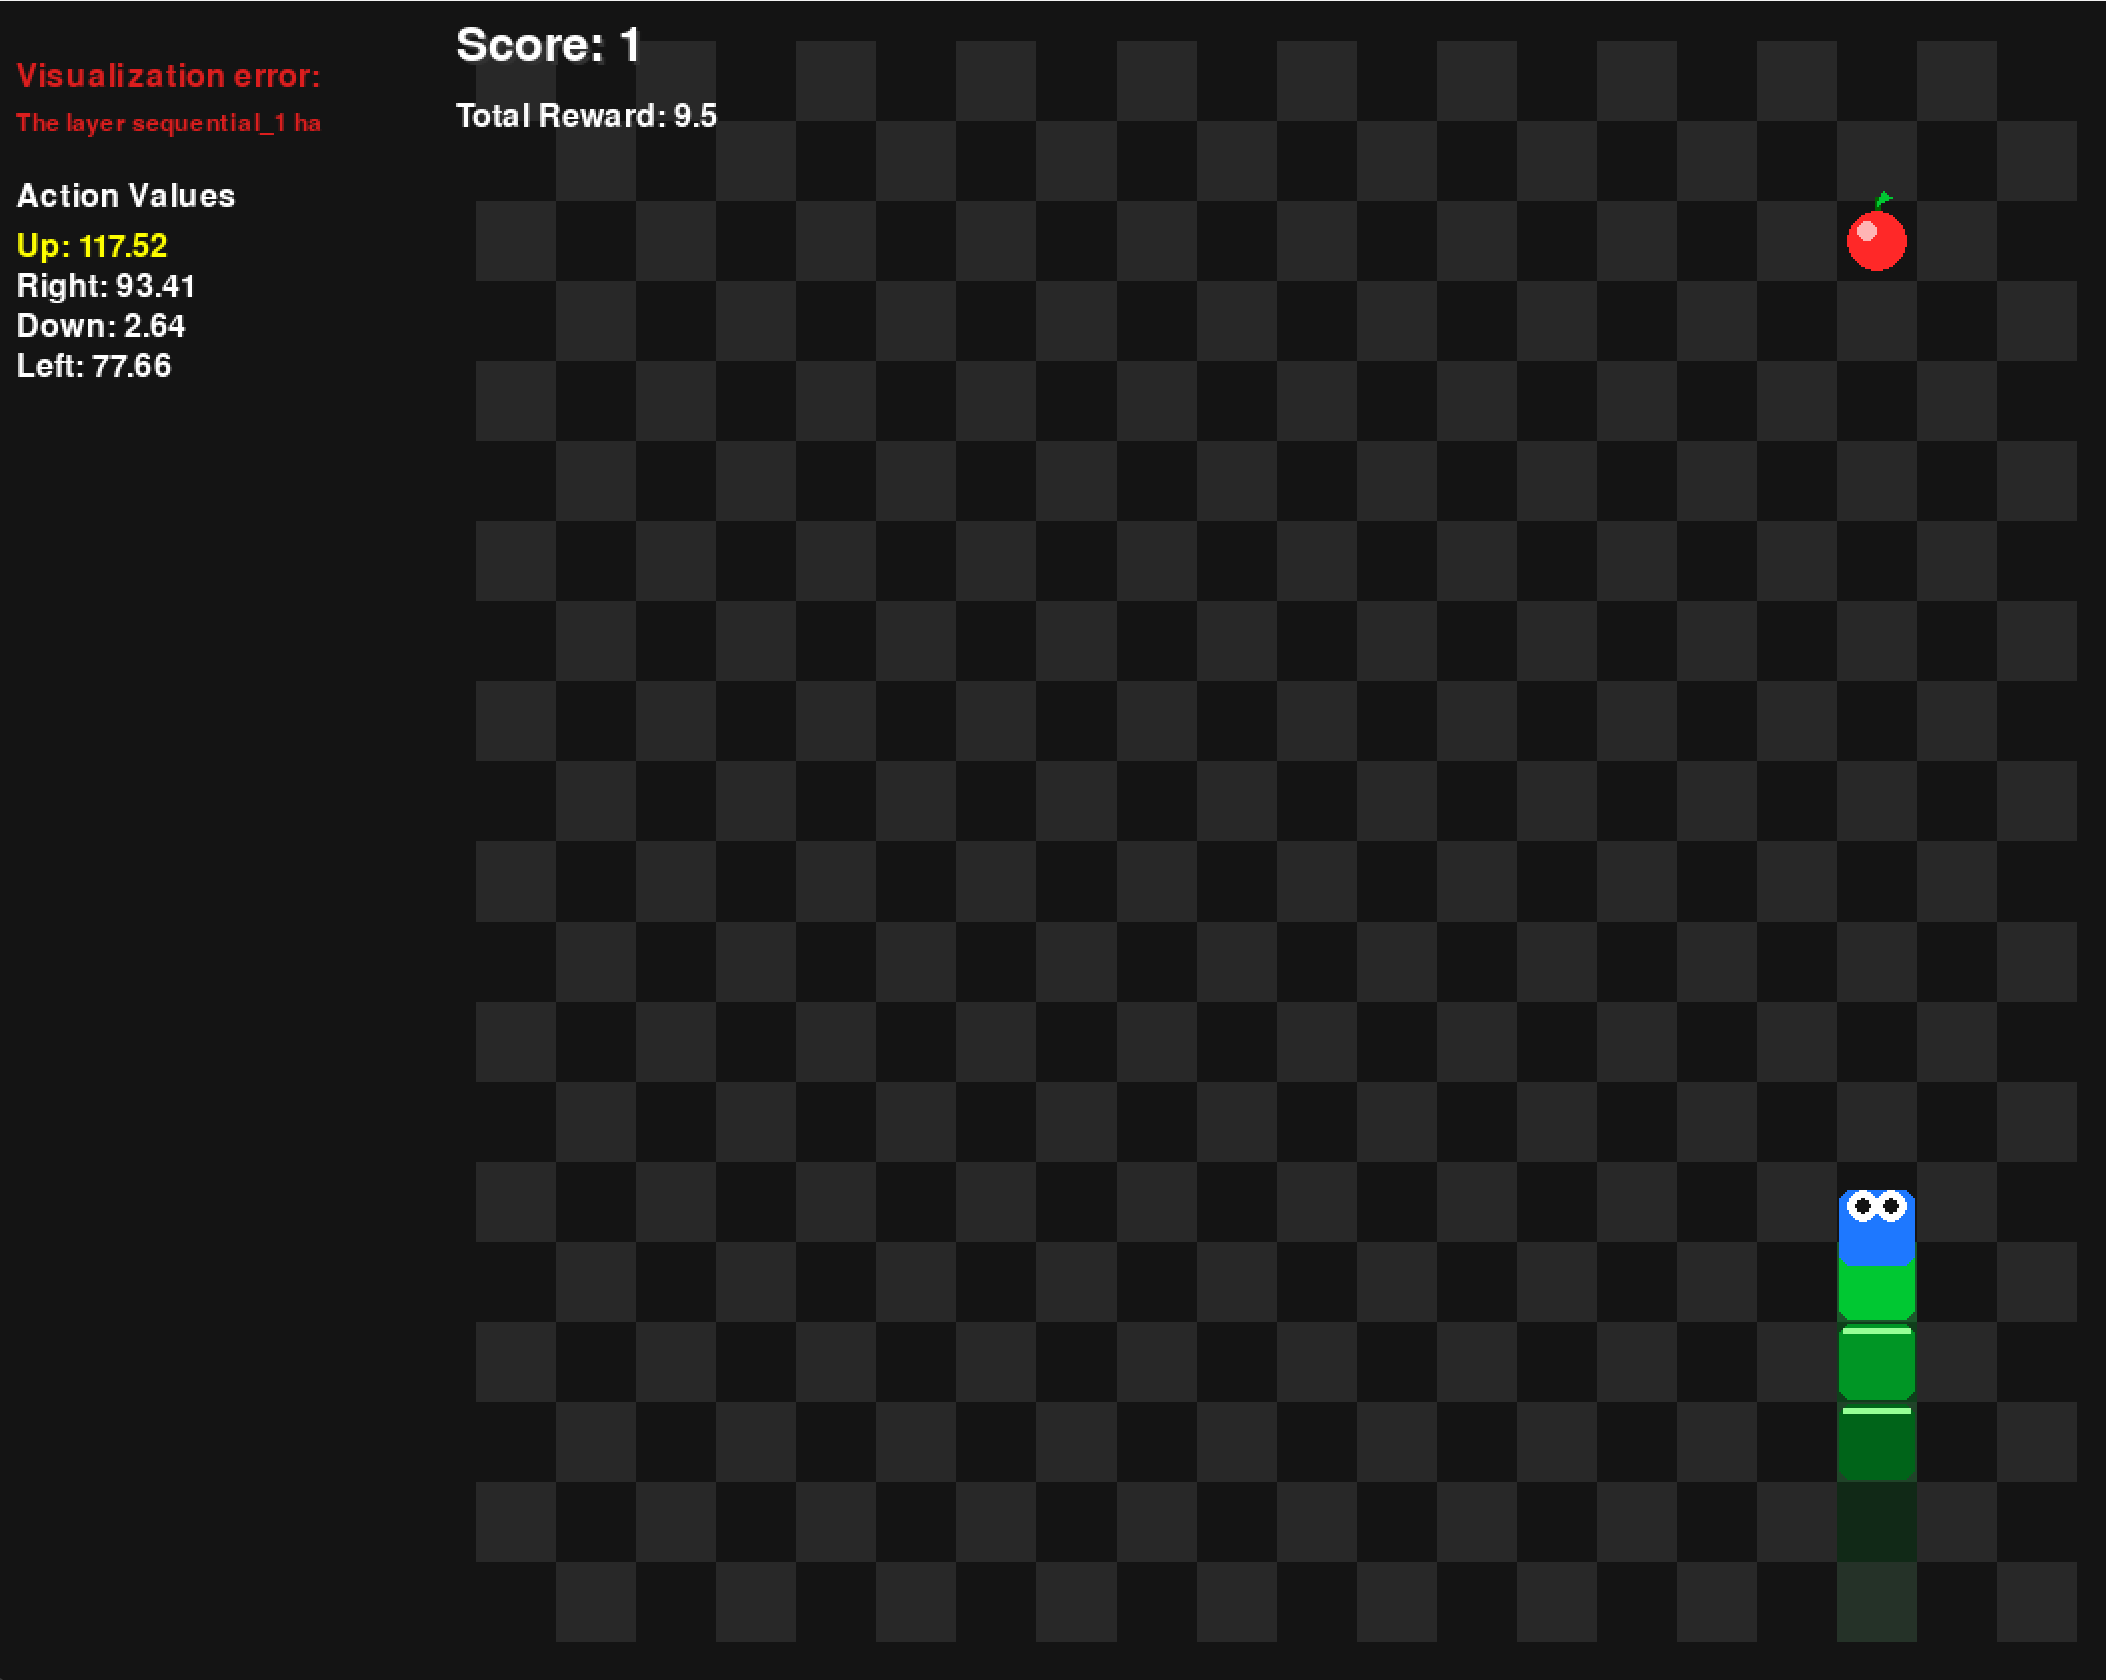 Score: 1
Visualization error:
Total Reward: 9.5
The layer sequential_1 ha
Action Values
Up: 117.52
Right: 93.41
Down: 2.64
Left: 77.66